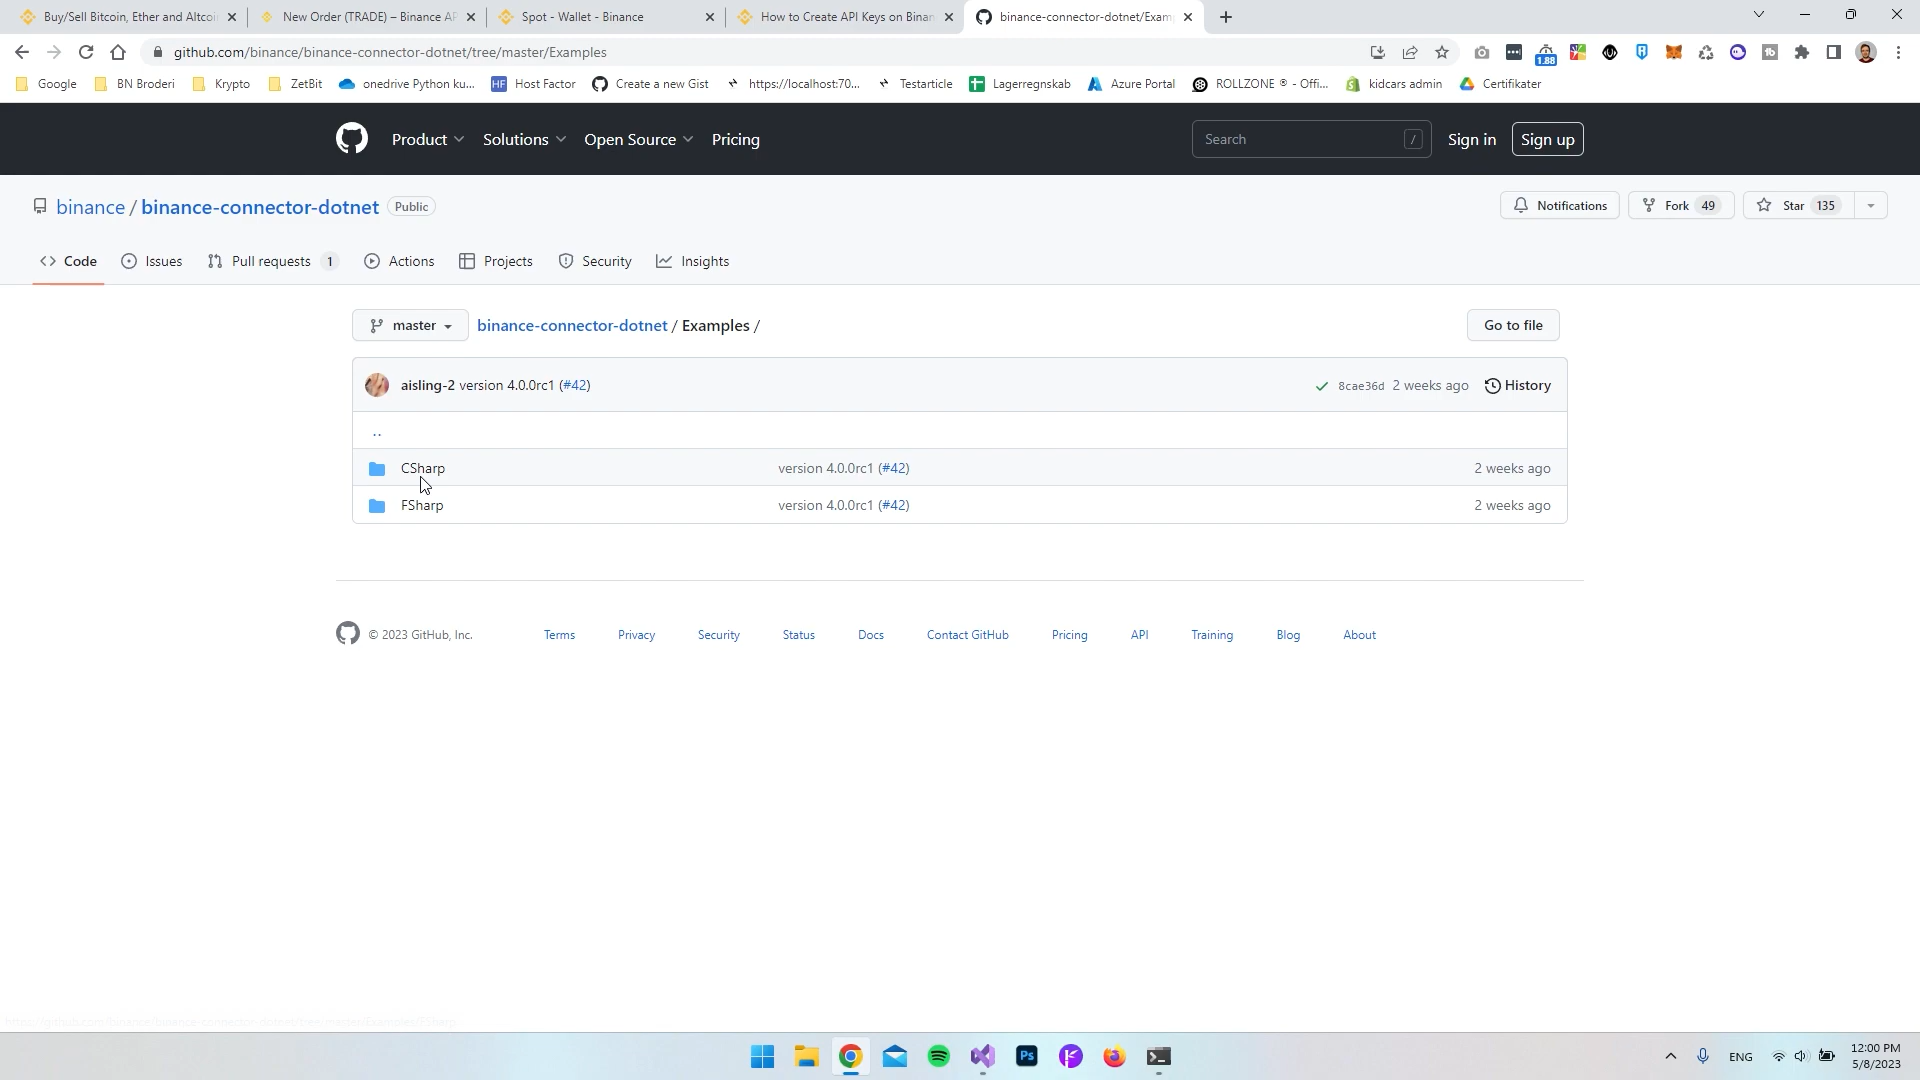 Buy/Sell Bitcoin, Ether and Altcoi
New Order (TRADE) – Binance AP
Spot - Wallet - Binance
How to Create API Keys on Binan
binance-connector-dotnet/Exam
github.com/binance/binance-connector-dotnet/tree/master/Examples
1.88
Google
BN Broderi
Krypto
ZetBit
onedrive Python ku...
HF Host Factor
Create a new Gist
https://localhost:70...
Testarticle
Lagerregnskab
Azure Portal
ROLLZONE ® - Offi...
kidcars admin
Certifikater
Product
Solutions
Open Source
Pricing
Search /
Sign in
Sign up
binance / binance-connector-dotnet Public
Notifications
Fork 49
Star 135
Code
Issues
Pull requests 1
Actions
Projects
Security
Insights
master
binance-connector-dotnet / Examples /
Go to file
aisling-2 version 4.0.0rc1 (#42)
8cae36d 2 weeks ago
History
..
CSharp version 4.0.0rc1 (#42) 2 weeks ago
FSharp version 4.0.0rc1 (#42) 2 weeks ago
© 2023 GitHub, Inc.
Terms
Privacy
Security
Status
Docs
Contact GitHub
Pricing
API
Training
Blog
About
Ps
ENG
12:00 PM
5/8/2023